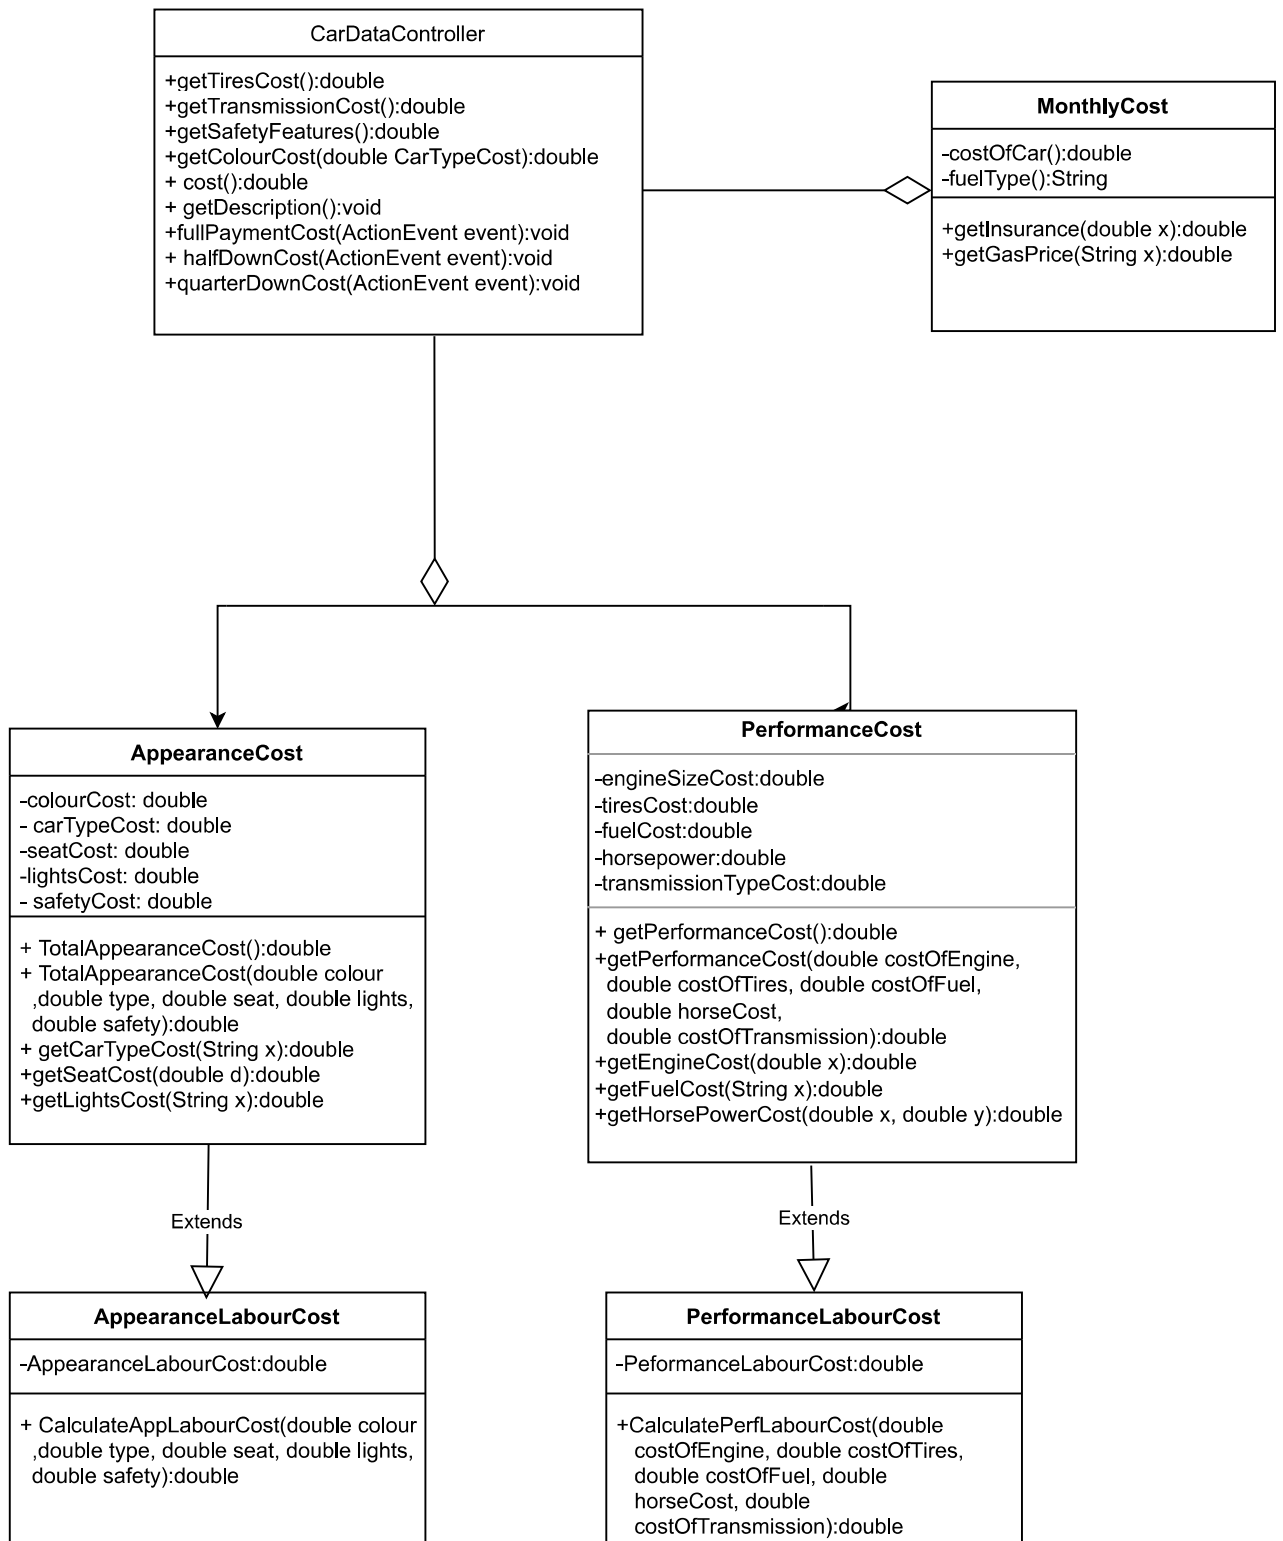 CarDataController
+getTiresCost():double
+getTransmissionCost():double
+getSafetyFeatures():double
+getColourCost(double CarTypeCost):double
+ cost():double
+ getDescription():void
+fullPaymentCost(ActionEvent event):void
+ halfDownCost(ActionEvent event):void
+quarterDownCost(ActionEvent event):void
MonthlyCost
-costOfCar():double
-fuelType():String
+getInsurance(double x):double
+getGasPrice(String x):double
AppearanceCost
-colourCost: double
- carTypeCost: double
-seatCost: double
-lightsCost: double
- safetyCost: double
+ TotalAppearanceCost():double
+ TotalAppearanceCost(double colour
,double type, double seat, double lights,
double safety):double
+ getCarTypeCost(String x):double
+getSeatCost(double d):double
+getLightsCost(String x):double
PerformanceCost
-engineSizeCost:double
-tiresCost:double
-fuelCost:double
-horsepower:double
-transmissionTypeCost:double
+ getPerformanceCost():double
+getPerformanceCost(double costOfEngine,
double costOfTires, double costOfFuel,
double horseCost,
double costOfTransmission):double
+getEngineCost(double x):double
+getFuelCost(String x):double
+getHorsePowerCost(double x, double y):double
Extends
Extends
AppearanceLabourCost
-AppearanceLabourCost:double
+ CalculateAppLabourCost(double colour
,double type, double seat, double lights,
double safety):double
PerformanceLabourCost
-PeformanceLabourCost:double
+CalculatePerfLabourCost(double
costOfEngine, double costOfTires,
double costOfFuel, double
horseCost, double
costOfTransmission):double